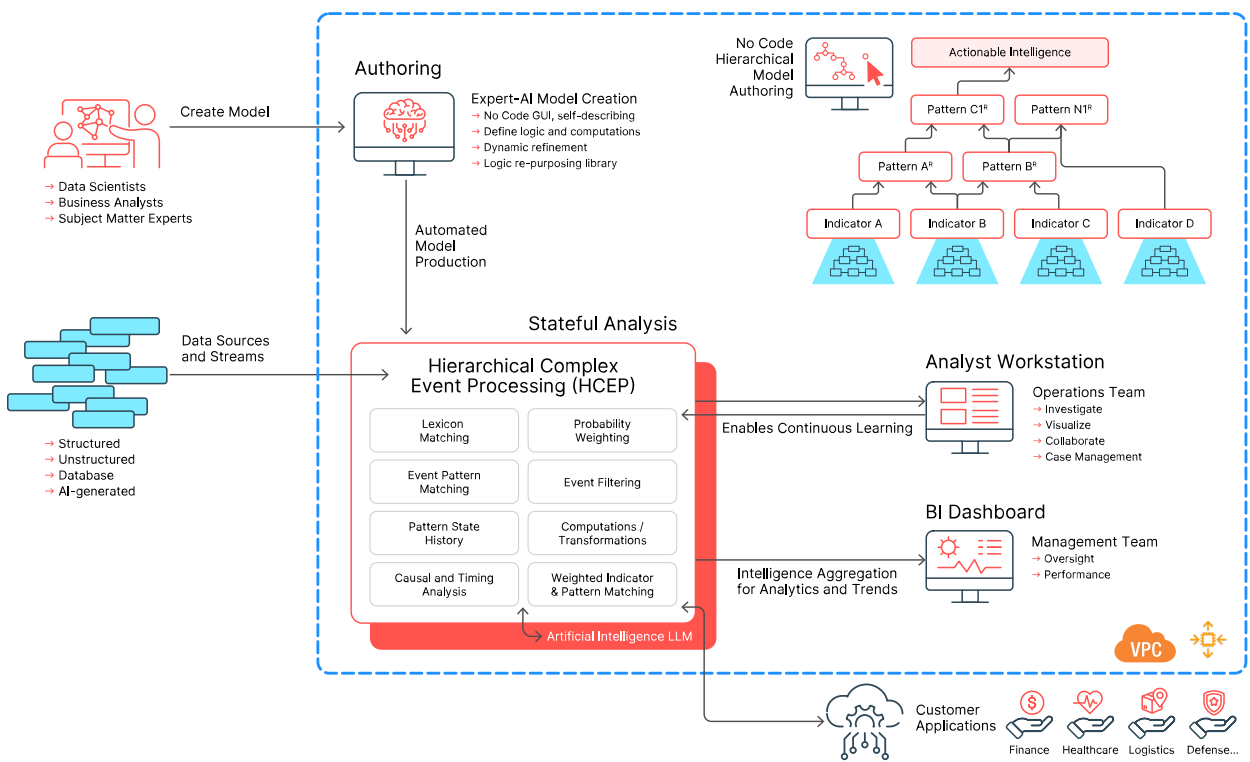 Authoring
No Code
Hierarchical
Model
Authoring
Actionable Intelligence
Pattern C1ᴿ
Pattern N1ᴿ
Pattern Aᴿ
Pattern Bᴿ
Indicator A
Indicator B
Indicator C
Indicator D
Create Model
Expert-AI Model Creation
→ No Code GUI, self-describing
→ Define logic and computations
→ Dynamic refinement
→ Logic re-purposing library
→ Data Scientists
→ Business Analysts
→ Subject Matter Experts
Automated
Model
Production
Data Sources
and Streams
→ Structured
→ Unstructured
→ Database
→ AI-generated
Stateful Analysis
Hierarchical Complex
Event Processing (HCEP)
Lexicon
Matching
Probability
Weighting
Event Pattern
Matching
Event Filtering
Pattern State
History
Computations /
Transformations
Causal and Timing
Analysis
Weighted Indicator
& Pattern Matching
Artificial Intelligence LLM
Enables Continuous Learning
Analyst Workstation
Operations Team
→ Investigate
→ Visualize
→ Collaborate
→ Case Management
Intelligence Aggregation
for Analytics and Trends
BI Dashboard
Management Team
→ Oversight
→ Performance
VPC
Customer
Applications
$
Finance
Healthcare
Logistics
Defense...